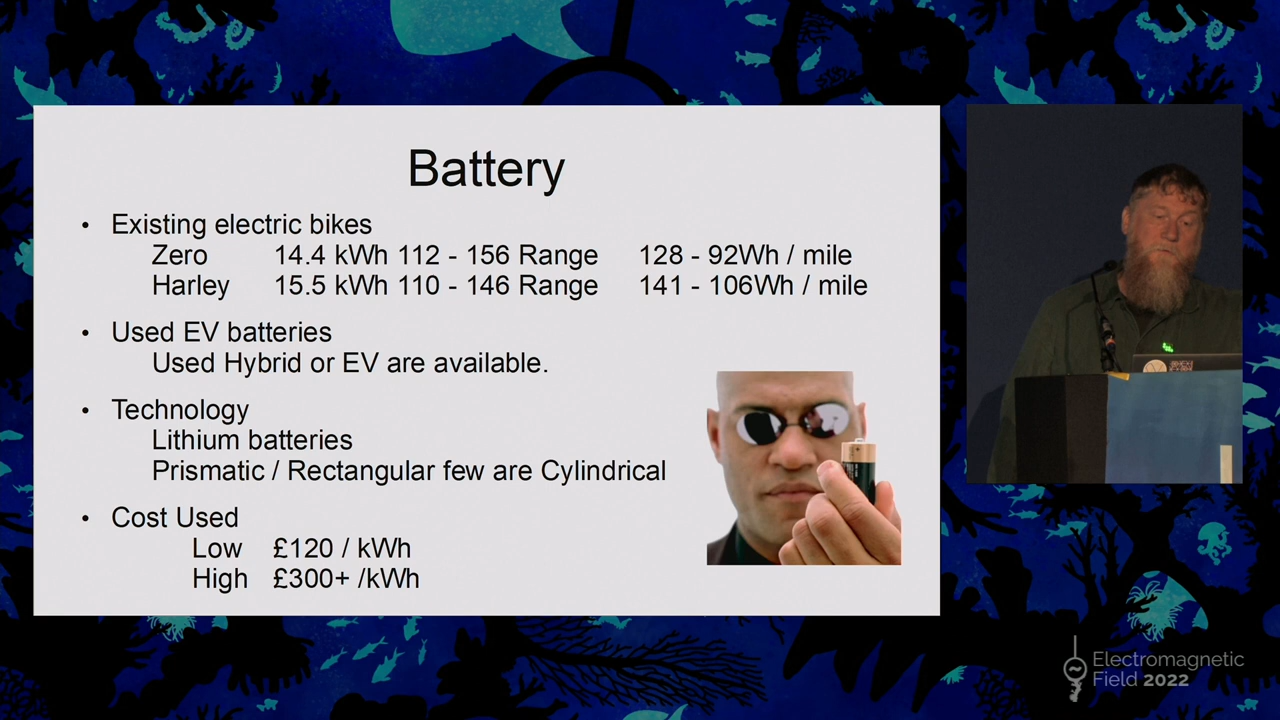 Battery
• Existing electric bikes
Zero 14.4 kWh 112 - 156 Range 128 - 92Wh / mile
Harley 15.5 kWh 110 - 146 Range 141 - 106Wh / mile
• Used EV batteries
Used Hybrid or EV are available.
• Technology
Lithium batteries
Prismatic / Rectangular few are Cylindrical
• Cost Used
Low £120 / kWh
High £300+ /kWh
Electromagnetic
Field 2022